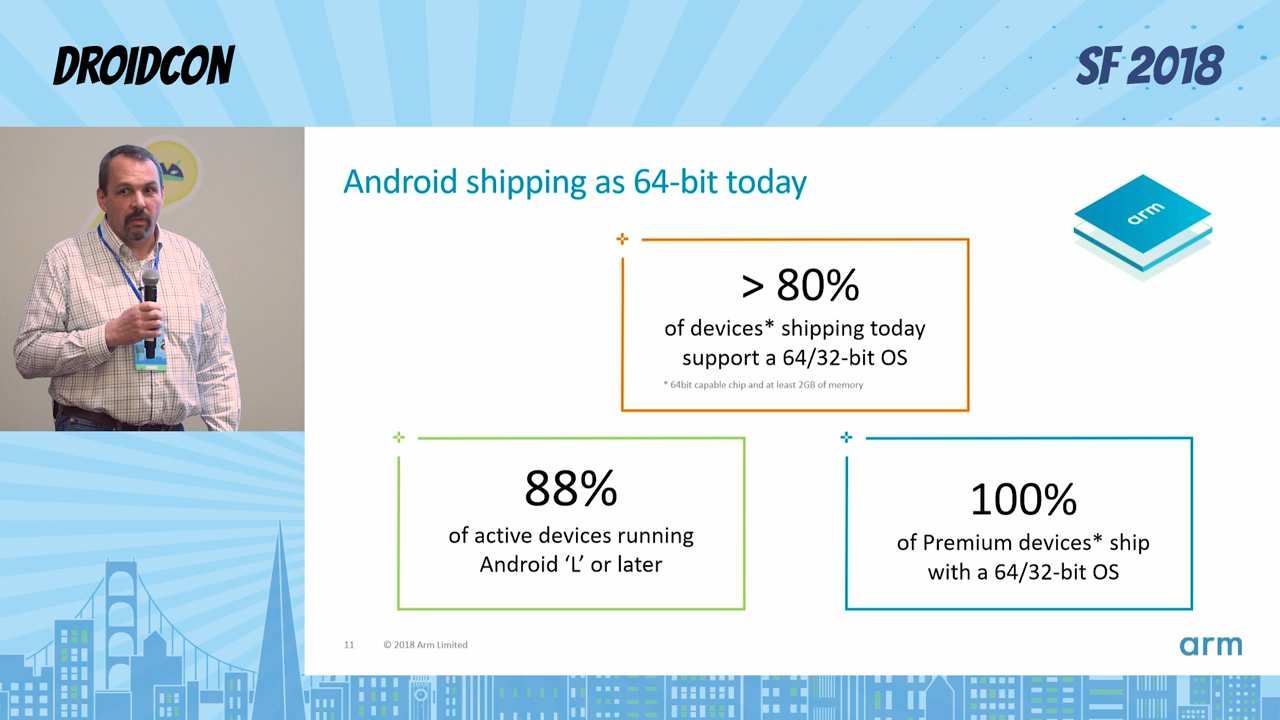 DROIDCON
SF 2018
Android shipping as 64-bit today
arm
> 80%
of devices* shipping today
support a 64/32-bit OS
* 64bit capable chip and at least 2GB of memory
88%
of active devices running
Android ‘L’ or later
100%
of Premium devices* ship
with a 64/32-bit OS
11 © 2018 Arm Limited
arm